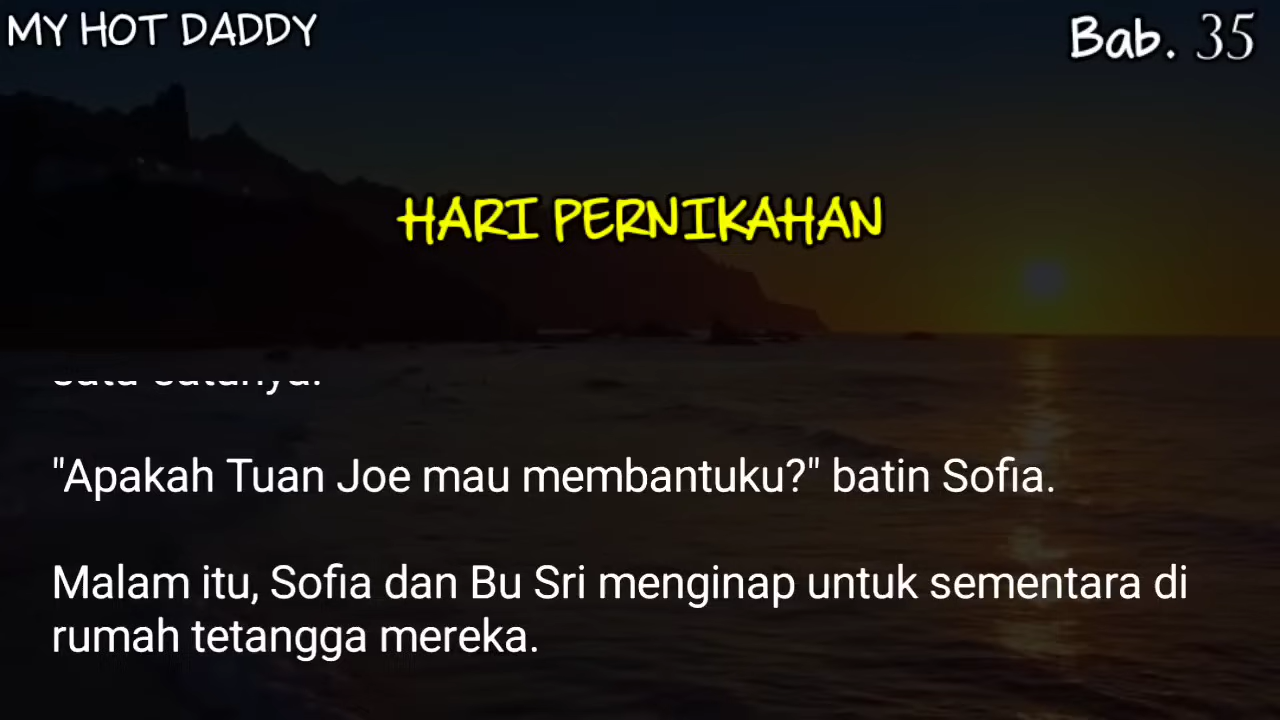 MY HOT DADDY
Bab. 35
HARI PERNIKAHAN
"Apakah Tuan Joe mau membantuku?" batin Sofia.
Malam itu, Sofia dan Bu Sri menginap untuk sementara di
rumah tetangga mereka.